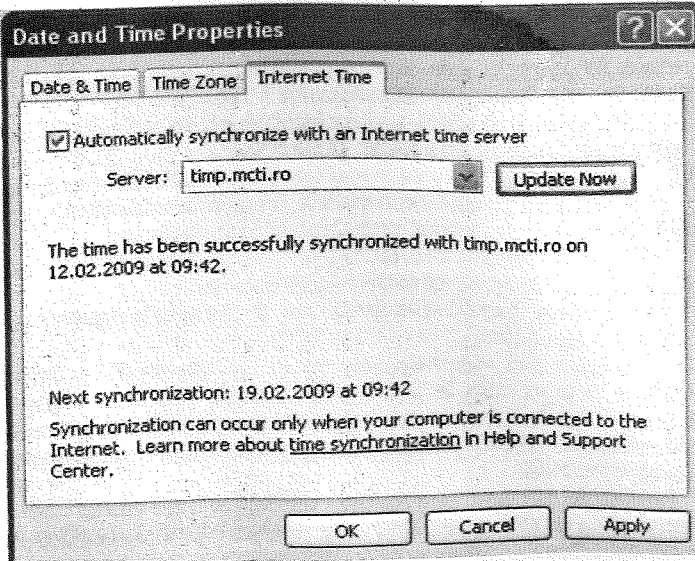 Date and Time Properties
Date & Time Time Zone Internet Time
Automatically synchronize with an Internet time server
Server: timp.mcti.ro Update Now
The time has been successfully synchronized with timp.mcti.ro on
12.02.2009 at 09:42.
Next synchronization: 19.02.2009 at 09:42
Synchronization can occur only when your computer is connected to the
Internet. Learn more about time synchronization in Help and Support
Center.
OK Cancel Apply